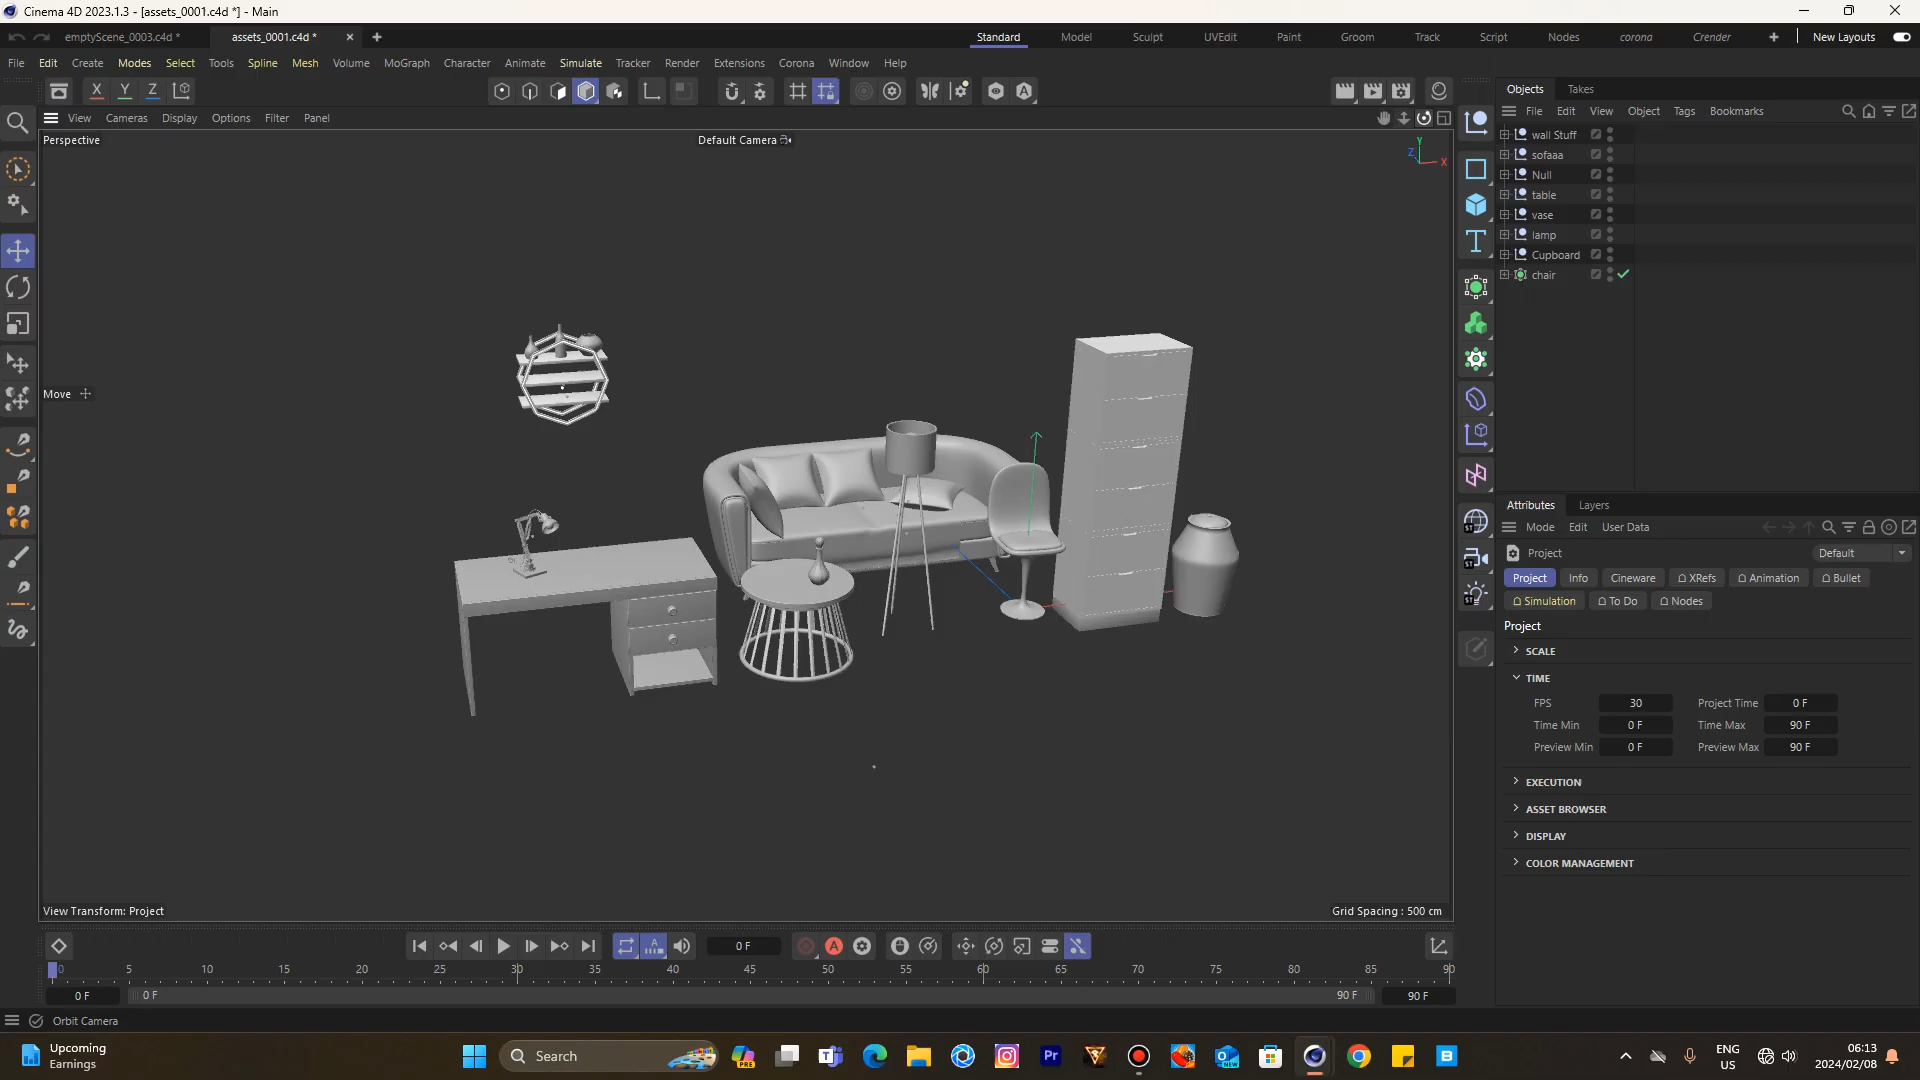 Cinema 4D 2023.1.3 - [assets_0001.c4d *] - Main
emptyScene_0003.c4d *
assets_0001.c4d *
Standard Model Sculpt UVEdit Paint Groom Track Script Nodes corona Crender New Layouts
File Edit Create Modes Select Tools Spline Mesh Volume MoGraph Character Animate Simulate Tracker Render Extensions Corona Window Help
X Y Z
Objects Takes
View Cameras Display Options Filter Panel
File Edit View Object Tags Bookmarks
Perspective
Default Camera
Y
Z X
wall Stuff
sofaaa
Null
table
vase
lamp
Cupboard
chair
Move
Attributes Layers
Mode Edit User Data
Project Default
Project Info Cineware XRefs Animation Bullet
Simulation To Do Nodes
Project
SCALE
TIME
FPS 30 Project Time 0 F
Time Min 0 F Time Max 90 F
Preview Min 0 F Preview Max 90 F
EXECUTION
ASSET BROWSER
DISPLAY
COLOR MANAGEMENT
View Transform: Project
Grid Spacing : 500 cm
0 F
0 5 10 15 20 25 30 35 40 45 50 55 60 65 70 75 80 85 90
0 F 0 F 90 F 90 F
Orbit Camera
Upcoming
Earnings
Search
PRE
Pr
NEW
ENG
US
06:13
2024/02/08